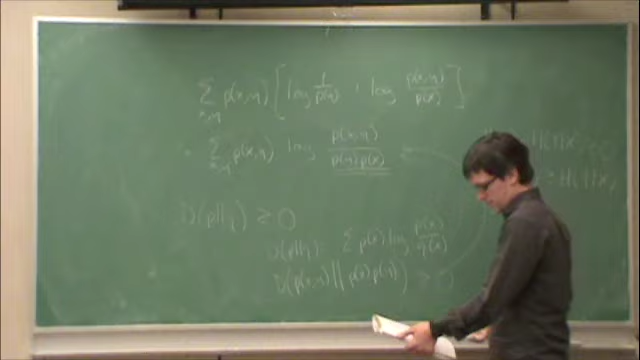 ∑_{x,y} p(x,y) [ log 1/p(y) + log p(x,y)/p(x) ]
= ∑_{x,y} p(x,y) log p(x,y)/p(y)p(x)
D(p||q) ≥ 0
D(p||q) = ∑ p(x) log p(x)/q(x)
D(p(x,y) || p(x) p(y)) ≥ 0